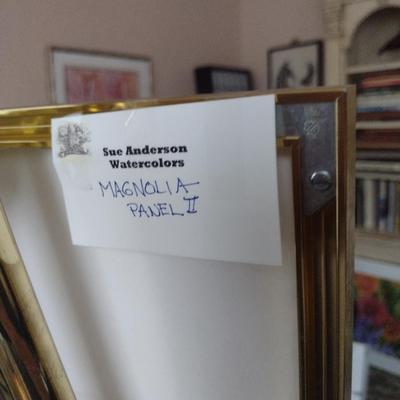 Sue Anderson
Watercolors
MAGNOLIA
PANEL II